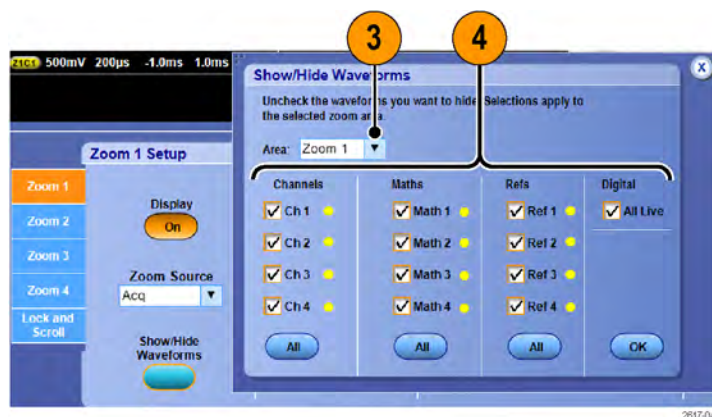 3 4
Z1C1 500mV 200µs -1.0ms 1.0ms
Show/Hide Waveforms
Uncheck the waveforms you want to hide. Selections apply to
the selected zoom area.
Area: Zoom 1
Zoom 1 Setup
Zoom 1
Zoom 2
Zoom 3
Zoom 4
Lock and
Scroll
Display
On
Zoom Source
Acq
Show/Hide
Waveforms
Channels Maths Refs Digital
Ch 1 Math 1 Ref 1 All Live
Ch 2 Math 2 Ref 2
Ch 3 Math 3 Ref 3
Ch 4 Math 4 Ref 4
All All All OK
X